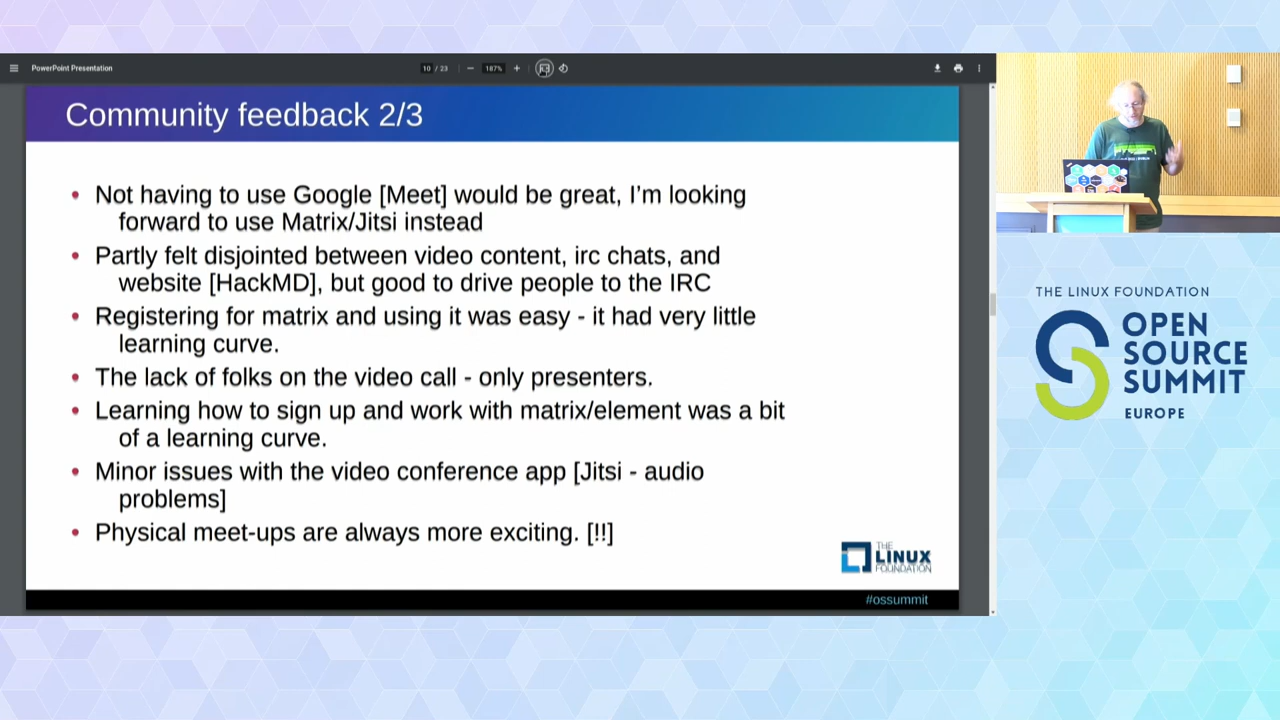 PowerPoint Presentation
10 / 23
187%
Community feedback 2/3
• Not having to use Google [Meet] would be great, I’m looking
forward to use Matrix/Jitsi instead
• Partly felt disjointed between video content, irc chats, and
website [HackMD], but good to drive people to the IRC
• Registering for matrix and using it was easy - it had very little
learning curve.
• The lack of folks on the video call - only presenters.
• Learning how to sign up and work with matrix/element was a bit
of a learning curve.
• Minor issues with the video conference app [Jitsi - audio
problems]
• Physical meet-ups are always more exciting. [!!]
THE
LINUX
FOUNDATION
#ossummit
THE LINUX FOUNDATION
OPEN
SOURCE
SUMMIT
EUROPE